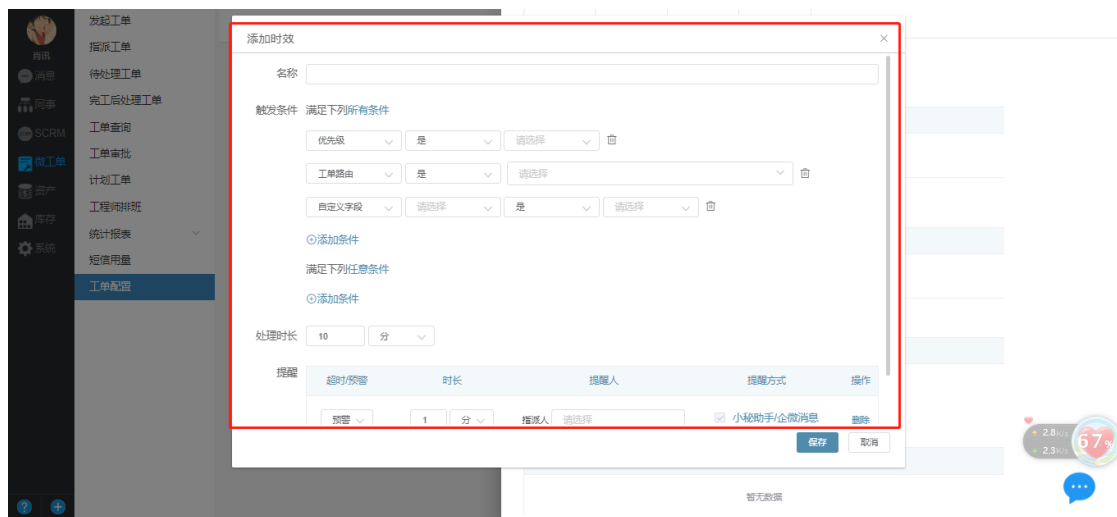 发起工单
添加时效
指派工单
肖讯
消息
待处理工单
名称
完工后处理工单
同事
触发条件 满足下列所有条件
SCRM
工单查询
优先级 是 请选择
微工单
工单审批
工单路由 是 请选择
计划工单
资产
工程师排班
自定义字段 请选择 是 请选择
库存
统计报表
添加条件
系统
短信用量
满足下列任意条件
工单配置
添加条件
处理时长 10 分
提醒
超时/预警 时长 提醒人 提醒方式 操作
预警 1 分 指派人 请选择 小秘助手/企微消息 删除
保存 取消
2.8K/s
67%
2.3K/s
暂无数据